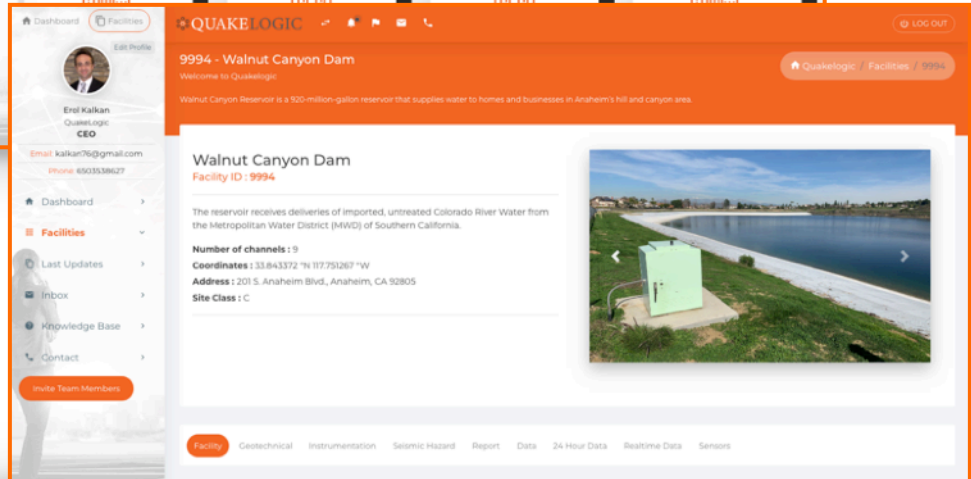 Dashboard
Facilities
Edit Profile
Erol Kalkan
QuakeLogic
CEO
Email: kalkan76@gmail.com
Phone: 6503538627
Dashboard
Facilities
Last Updates
Inbox
Knowledge Base
Contact
Invite Team Members
QUAKELOGIC
LOG OUT
9994 - Walnut Canyon Dam
Welcome to Quakelogic
Quakelogic / Facilities / 9994
Walnut Canyon Reservoir is a 920-million-gallon reservoir that supplies water to homes and businesses in Anaheim's hill and canyon area.
Walnut Canyon Dam
Facility ID : 9994
The reservoir receives deliveries of imported, untreated Colorado River Water from
the Metropolitan Water District (MWD) of Southern California.
Number of channels : 9
Coordinates : 33.843372 °N 117.751267 °W
Address : 201 S. Anaheim Blvd., Anaheim, CA 92805
Site Class : C
Facility Geotechnical Instrumentation Seismic Hazard Report Data 24 Hour Data Realtime Data Sensors